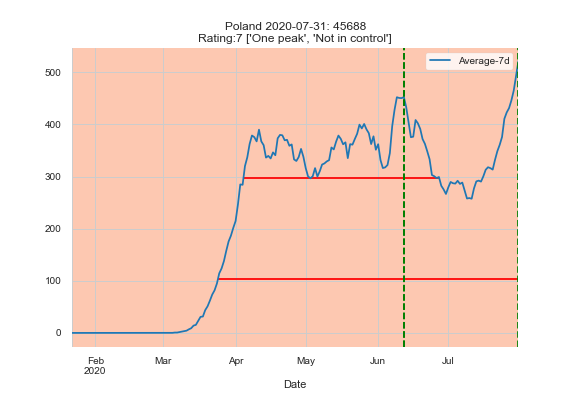 Poland 2020-07-31: 45688
Rating:7 ['One peak', 'Not in control']
Average-7d
500
400
300
200
100
0
Feb
2020
Mar
Apr
May
Jun
Jul
Date